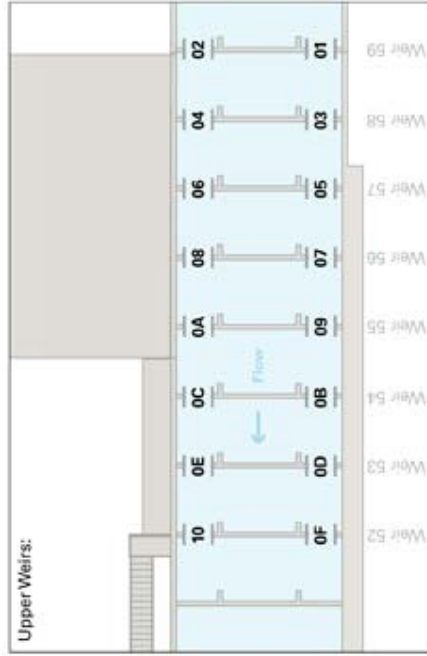 Upper Weirs:
02 01 Weir 59
04 03 Weir 58
06 05 Weir 57
08 07 Weir 56
0A 09 Weir 55
Flow
0C 0B Weir 54
0E 0D Weir 53
10 0F Weir 52